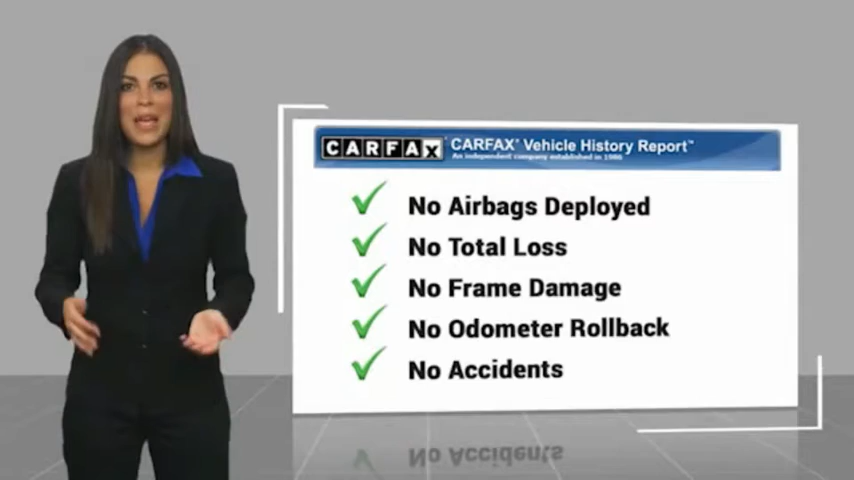 CARFAX CARFAX® Vehicle History Report™
An independent company established in 1986
No Airbags Deployed
No Total Loss
No Frame Damage
No Odometer Rollback
No Accidents
No Accidents